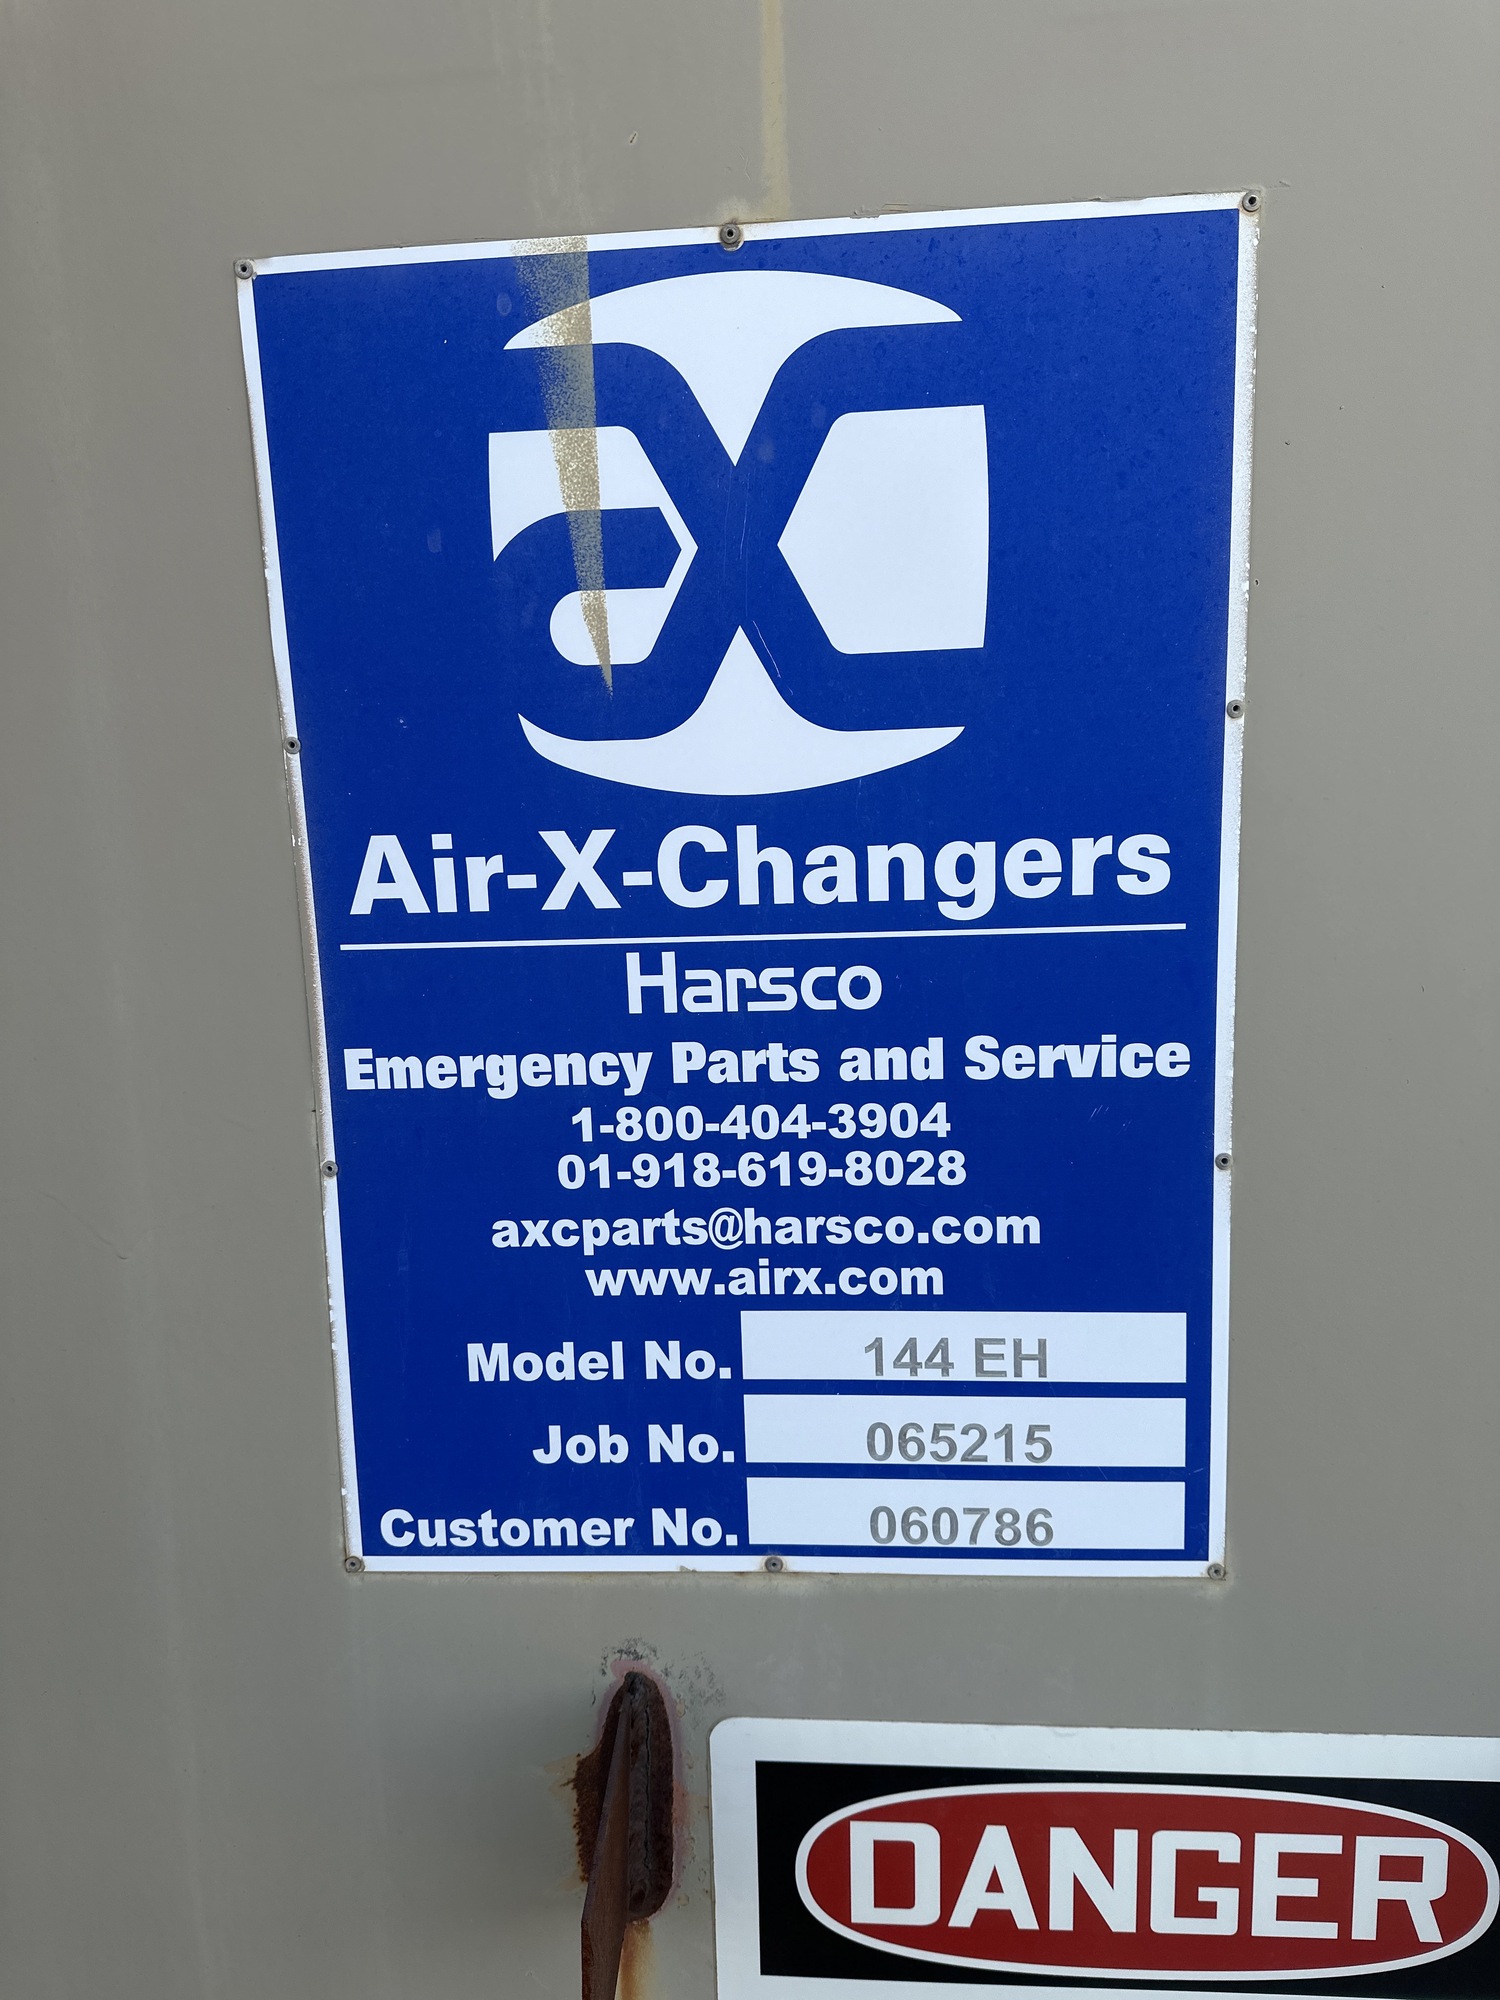 aX
Air-X-Changers
Harsco
Emergency Parts and Service
1-800-404-3904
01-918-619-8028
axcparts@harsco.com
www.airx.com
Model No. 144 EH
Job No. 065215
Customer No. 060786
DANGER